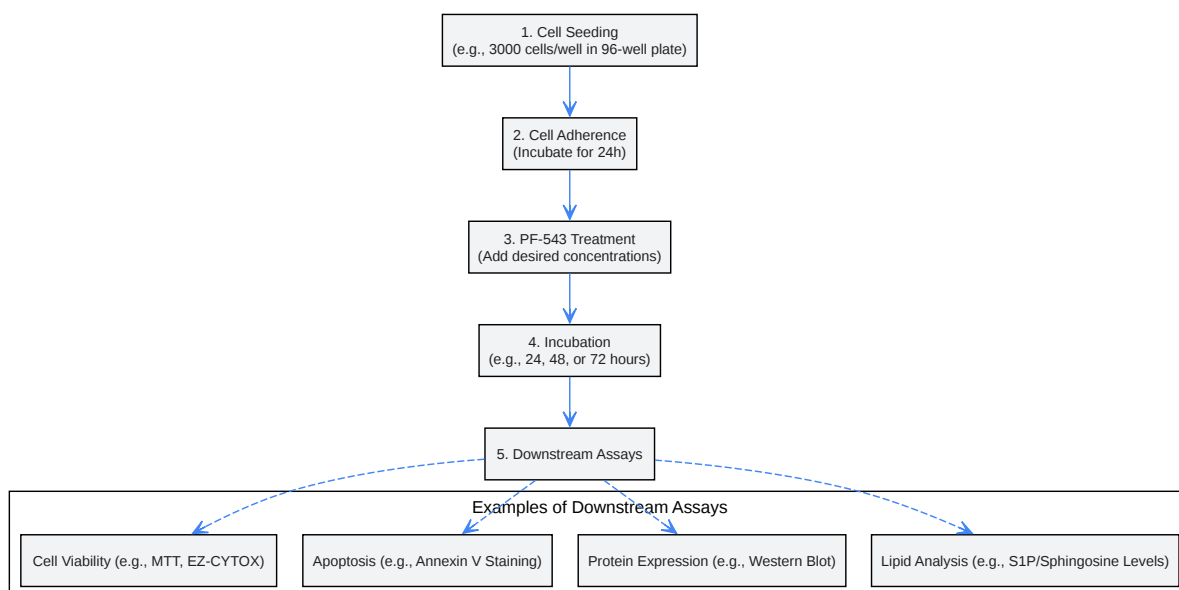 1. Cell Seeding
(e.g., 3000 cells/well in 96-well plate)
2. Cell Adherence
(Incubate for 24h)
3. PF-543 Treatment
(Add desired concentrations)
4. Incubation
(e.g., 24, 48, or 72 hours)
5. Downstream Assays
Examples of Downstream Assays
Cell Viability (e.g., MTT, EZ-CYTOX)
Apoptosis (e.g., Annexin V Staining)
Protein Expression (e.g., Western Blot)
Lipid Analysis (e.g., S1P/Sphingosine Levels)